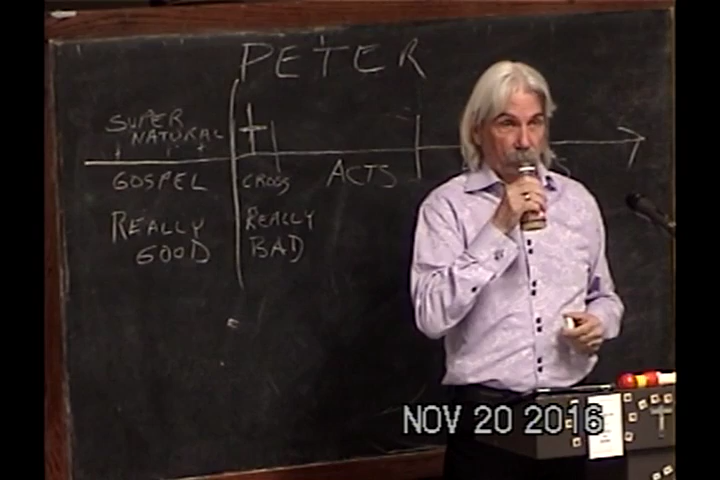 PETER
SUPER
NATURAL
GOSPEL
CROSS
ACTS
REALLY
GOOD
REALLY
BAD
NOV 20 2016